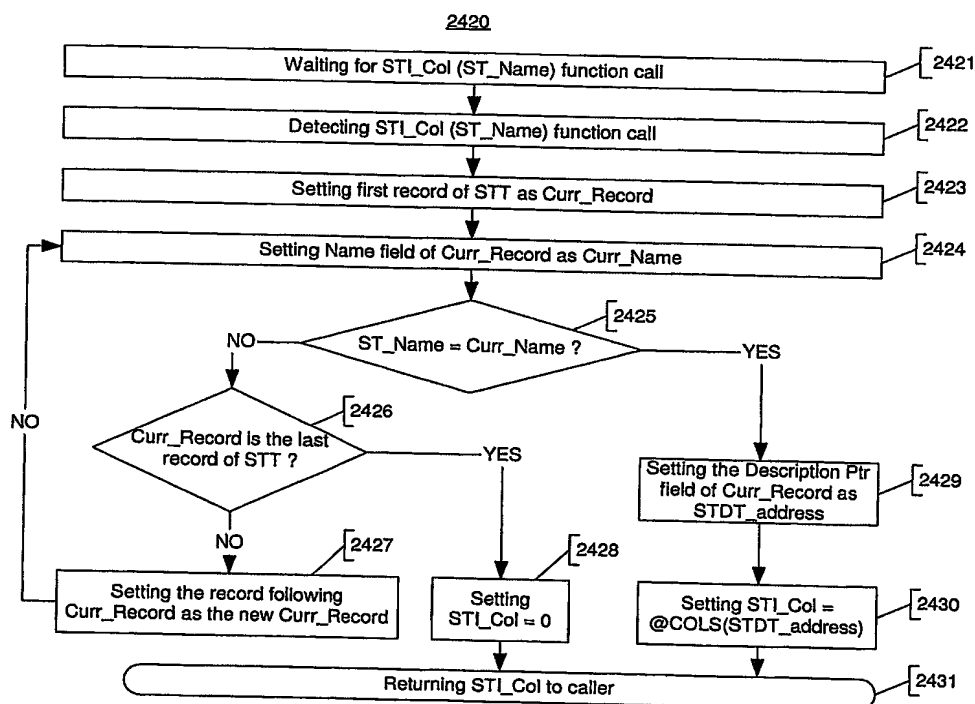 2420
Waiting for STI_Col (ST_Name) function call
2421
Detecting STI_Col (ST_Name) function call
2422
Setting first record of STT as Curr_Record
2423
Setting Name field of Curr_Record as Curr_Name
2424
ST_Name = Curr_Name ?
2425
NO
YES
NO
Curr_Record is the last
record of STT ?
2426
YES
Setting the Description Ptr
field of Curr_Record as
STDT_address
2429
NO
Setting the record following
Curr_Record as the new Curr_Record
2427
Setting
STI_Col = 0
2428
Setting STI_Col =
@COLS(STDT_address)
2430
Returning STI_Col to caller
2431